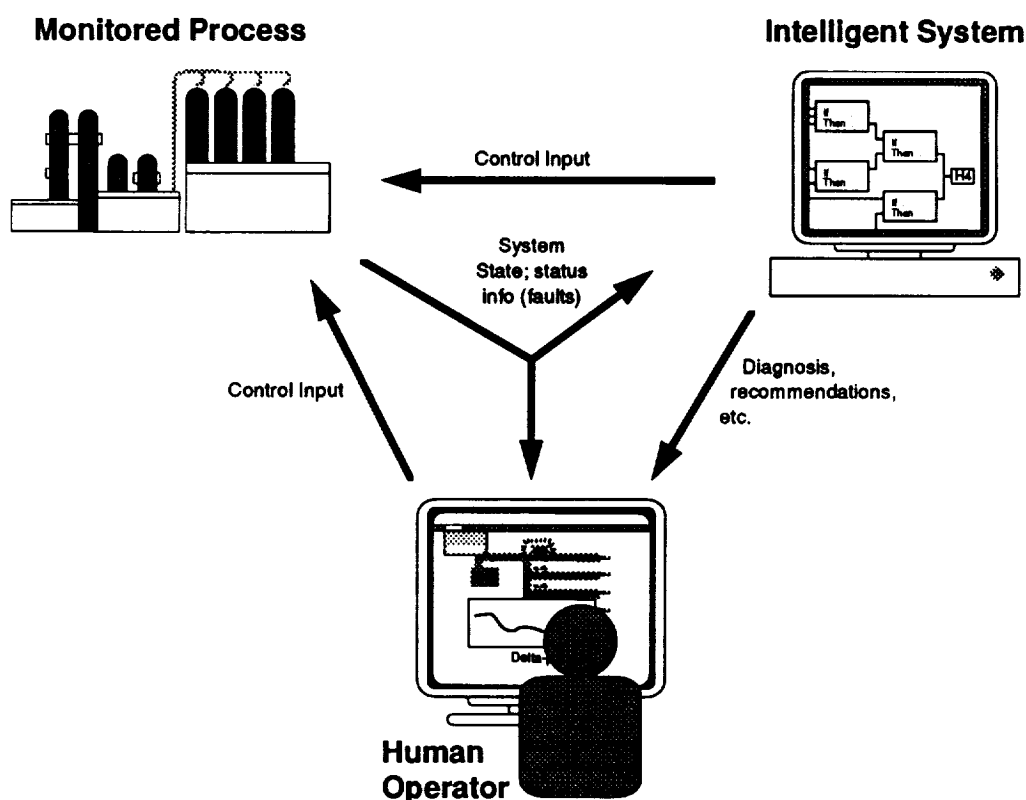 Monitored Process
Intelligent System
If
Then
If
Then
If
Then
If
Then
H4
Control Input
System
State; status
info (faults)
Control Input
Diagnosis,
recommendations,
etc.
Human
Operator